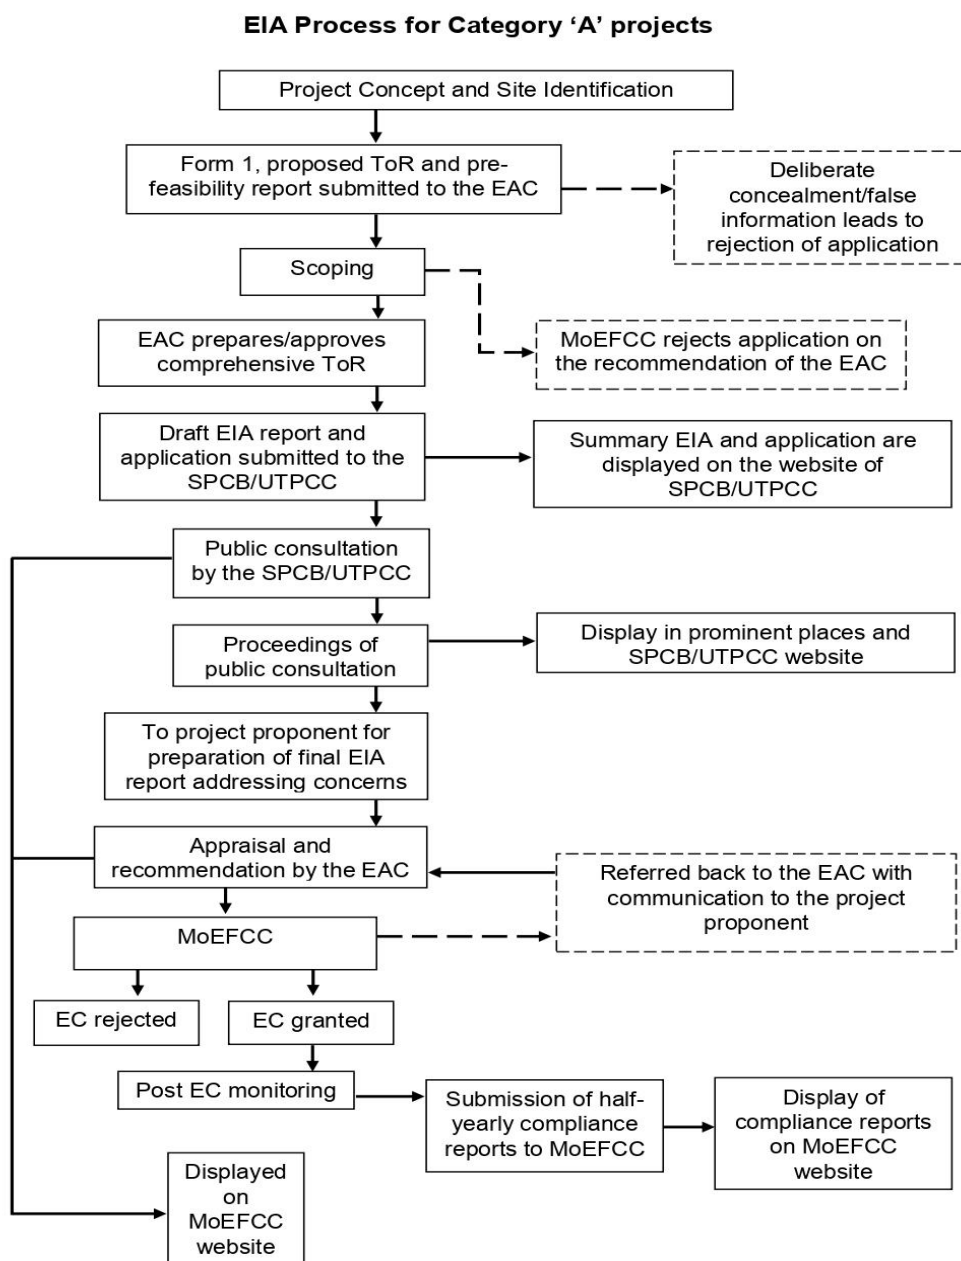 EIA Process for Category ‘A’ projects
Project Concept and Site Identification
Form 1, proposed ToR and pre-
feasibility report submitted to the EAC
Deliberate
concealment/false
information leads to
rejection of application
Scoping
EAC prepares/approves
comprehensive ToR
MoEFCC rejects application on
the recommendation of the EAC
Draft EIA report and
application submitted to the
SPCB/UTPCC
Summary EIA and application are
displayed on the website of
SPCB/UTPCC
Public consultation
by the SPCB/UTPCC
Proceedings of
public consultation
Display in prominent places and
SPCB/UTPCC website
To project proponent for
preparation of final EIA
report addressing concerns
Appraisal and
recommendation by the EAC
Referred back to the EAC with
communication to the project
proponent
MoEFCC
EC rejected
EC granted
Post EC monitoring
Submission of half-
yearly compliance
reports to MoEFCC
Display of
compliance reports
on MoEFCC
website
Displayed
on
MoEFCC
website